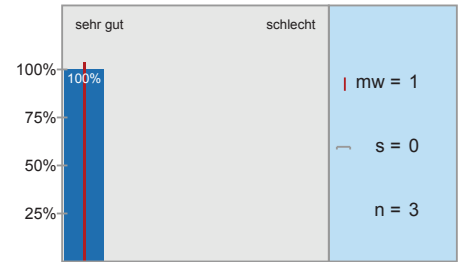 sehr gut schlecht
100%
100%
mw = 1
75%
s = 0
50%
n = 3
25%